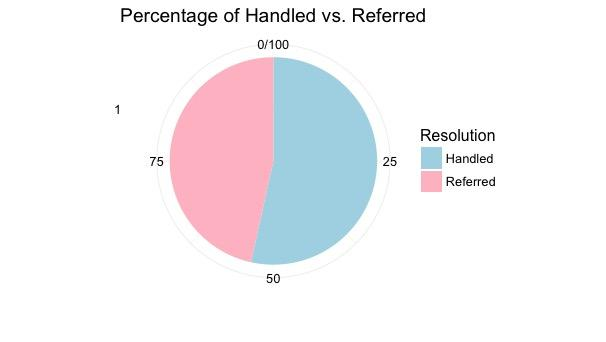 Percentage of Handled vs. Referred
0/100
1
75
25
50
Resolution
Handled
Referred